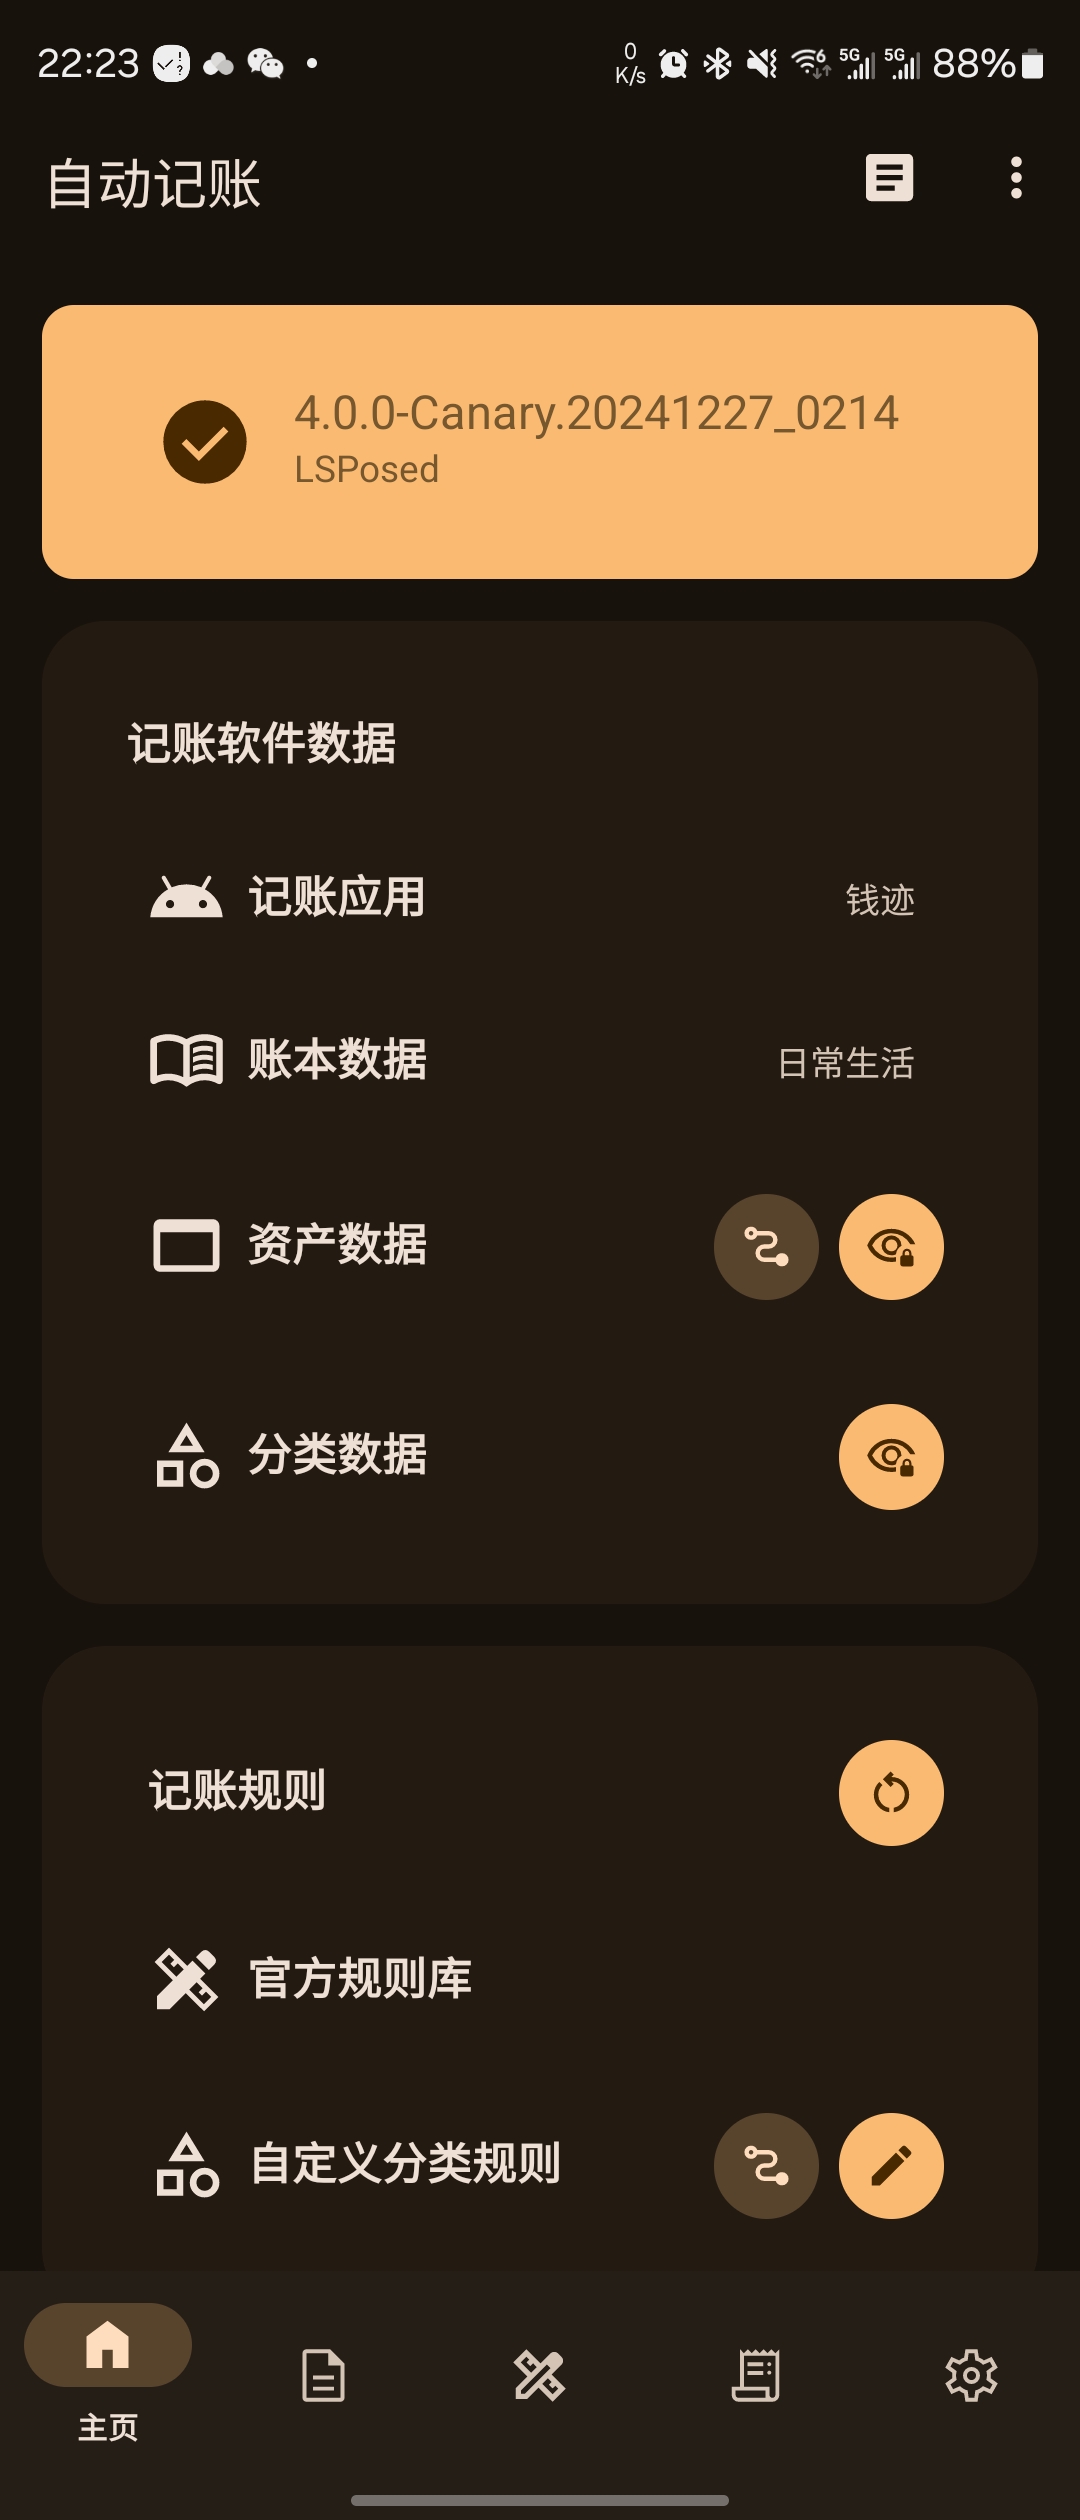 22:23
0
K/s
6
5G
5G
88%
自动记账
4.0.0-Canary.20241227_0214
LSPosed
记账软件数据
记账应用
钱迹
账本数据
日常生活
资产数据
分类数据
记账规则
官方规则库
自定义分类规则
主页